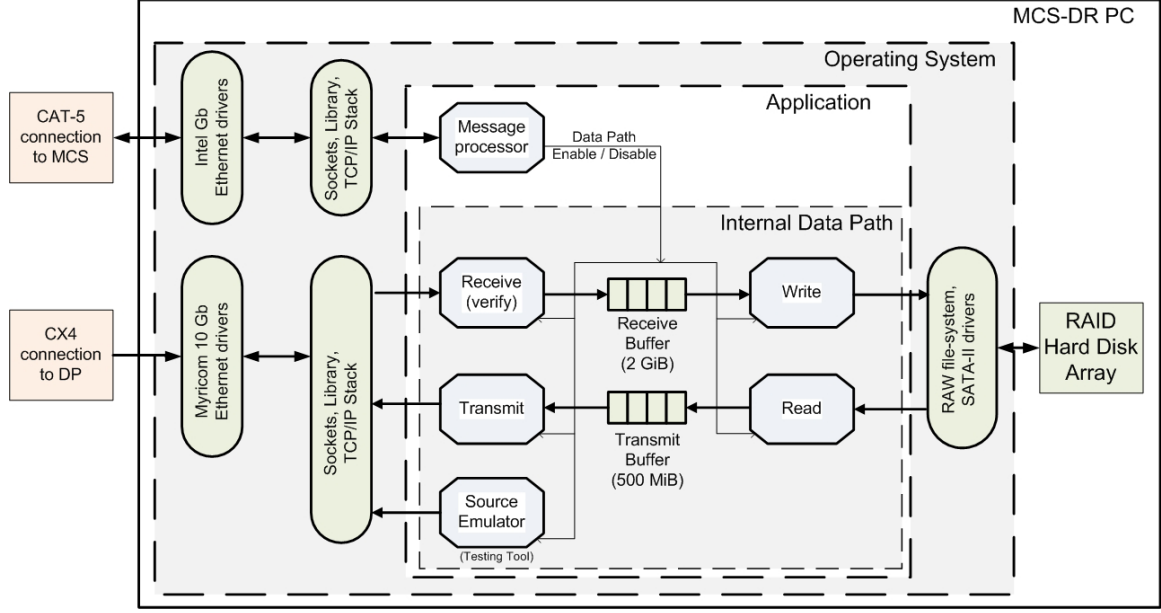 MCS-DR PC
Operating System
Application
CAT-5
connection
to MCS
Intel Gb
Ethernet drivers
Sockets, Library,
TCP/IP Stack
Message
processor
Data Path
Enable / Disable
Internal Data Path
CX4
connection
to DP
Myricom 10 Gb
Ethernet drivers
Sockets, Library,
TCP/IP Stack
Receive
(verify)
Receive
Buffer
(2 GiB)
Write
Transmit
Transmit
Buffer
(500 MiB)
Read
Source
Emulator
(Testing Tool)
RAW file-system,
SATA-II drivers
RAID
Hard Disk
Array